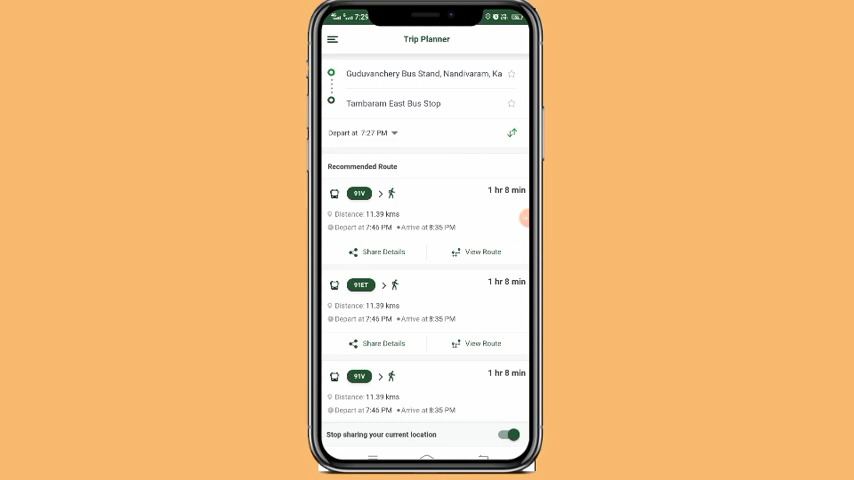 7:29
Trip Planner
Guduvanchery Bus Stand, Nandivaram, Ka
Tambaram East Bus Stop
Depart at 7:27 PM
Recommended Route
91V
1 hr 8 min
Distance: 11.39 kms
Depart at 7:46 PM •Arrive at 8:35 PM
Share Details
View Route
91ET
1 hr 8 min
Distance: 11.39 kms
Depart at 7:46 PM •Arrive at 8:35 PM
Share Details
View Route
91V
1 hr 8 min
Distance: 11.39 kms
Depart at 7:46 PM •Arrive at 8:35 PM
Stop sharing your current location